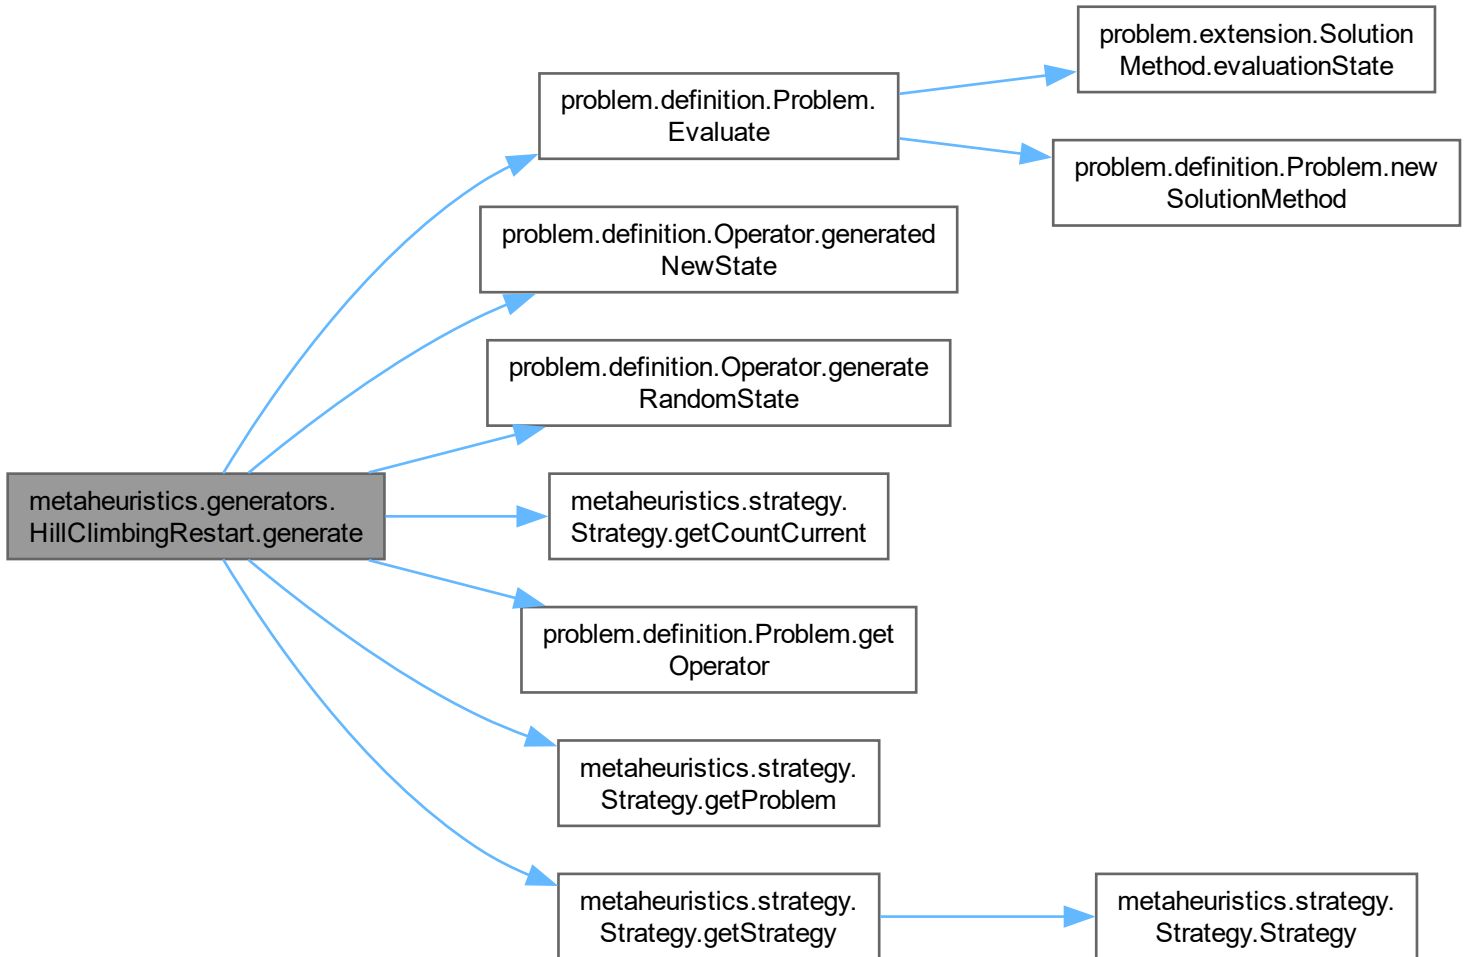 problem.extension.Solution
Method.evaluationState
problem.definition.Problem.
Evaluate
problem.definition.Problem.new
SolutionMethod
problem.definition.Operator.generated
NewState
problem.definition.Operator.generate
RandomState
metaheuristics.generators.
HillClimbingRestart.generate
metaheuristics.strategy.
Strategy.getCountCurrent
problem.definition.Problem.get
Operator
metaheuristics.strategy.
Strategy.getProblem
metaheuristics.strategy.
Strategy.getStrategy
metaheuristics.strategy.
Strategy.Strategy